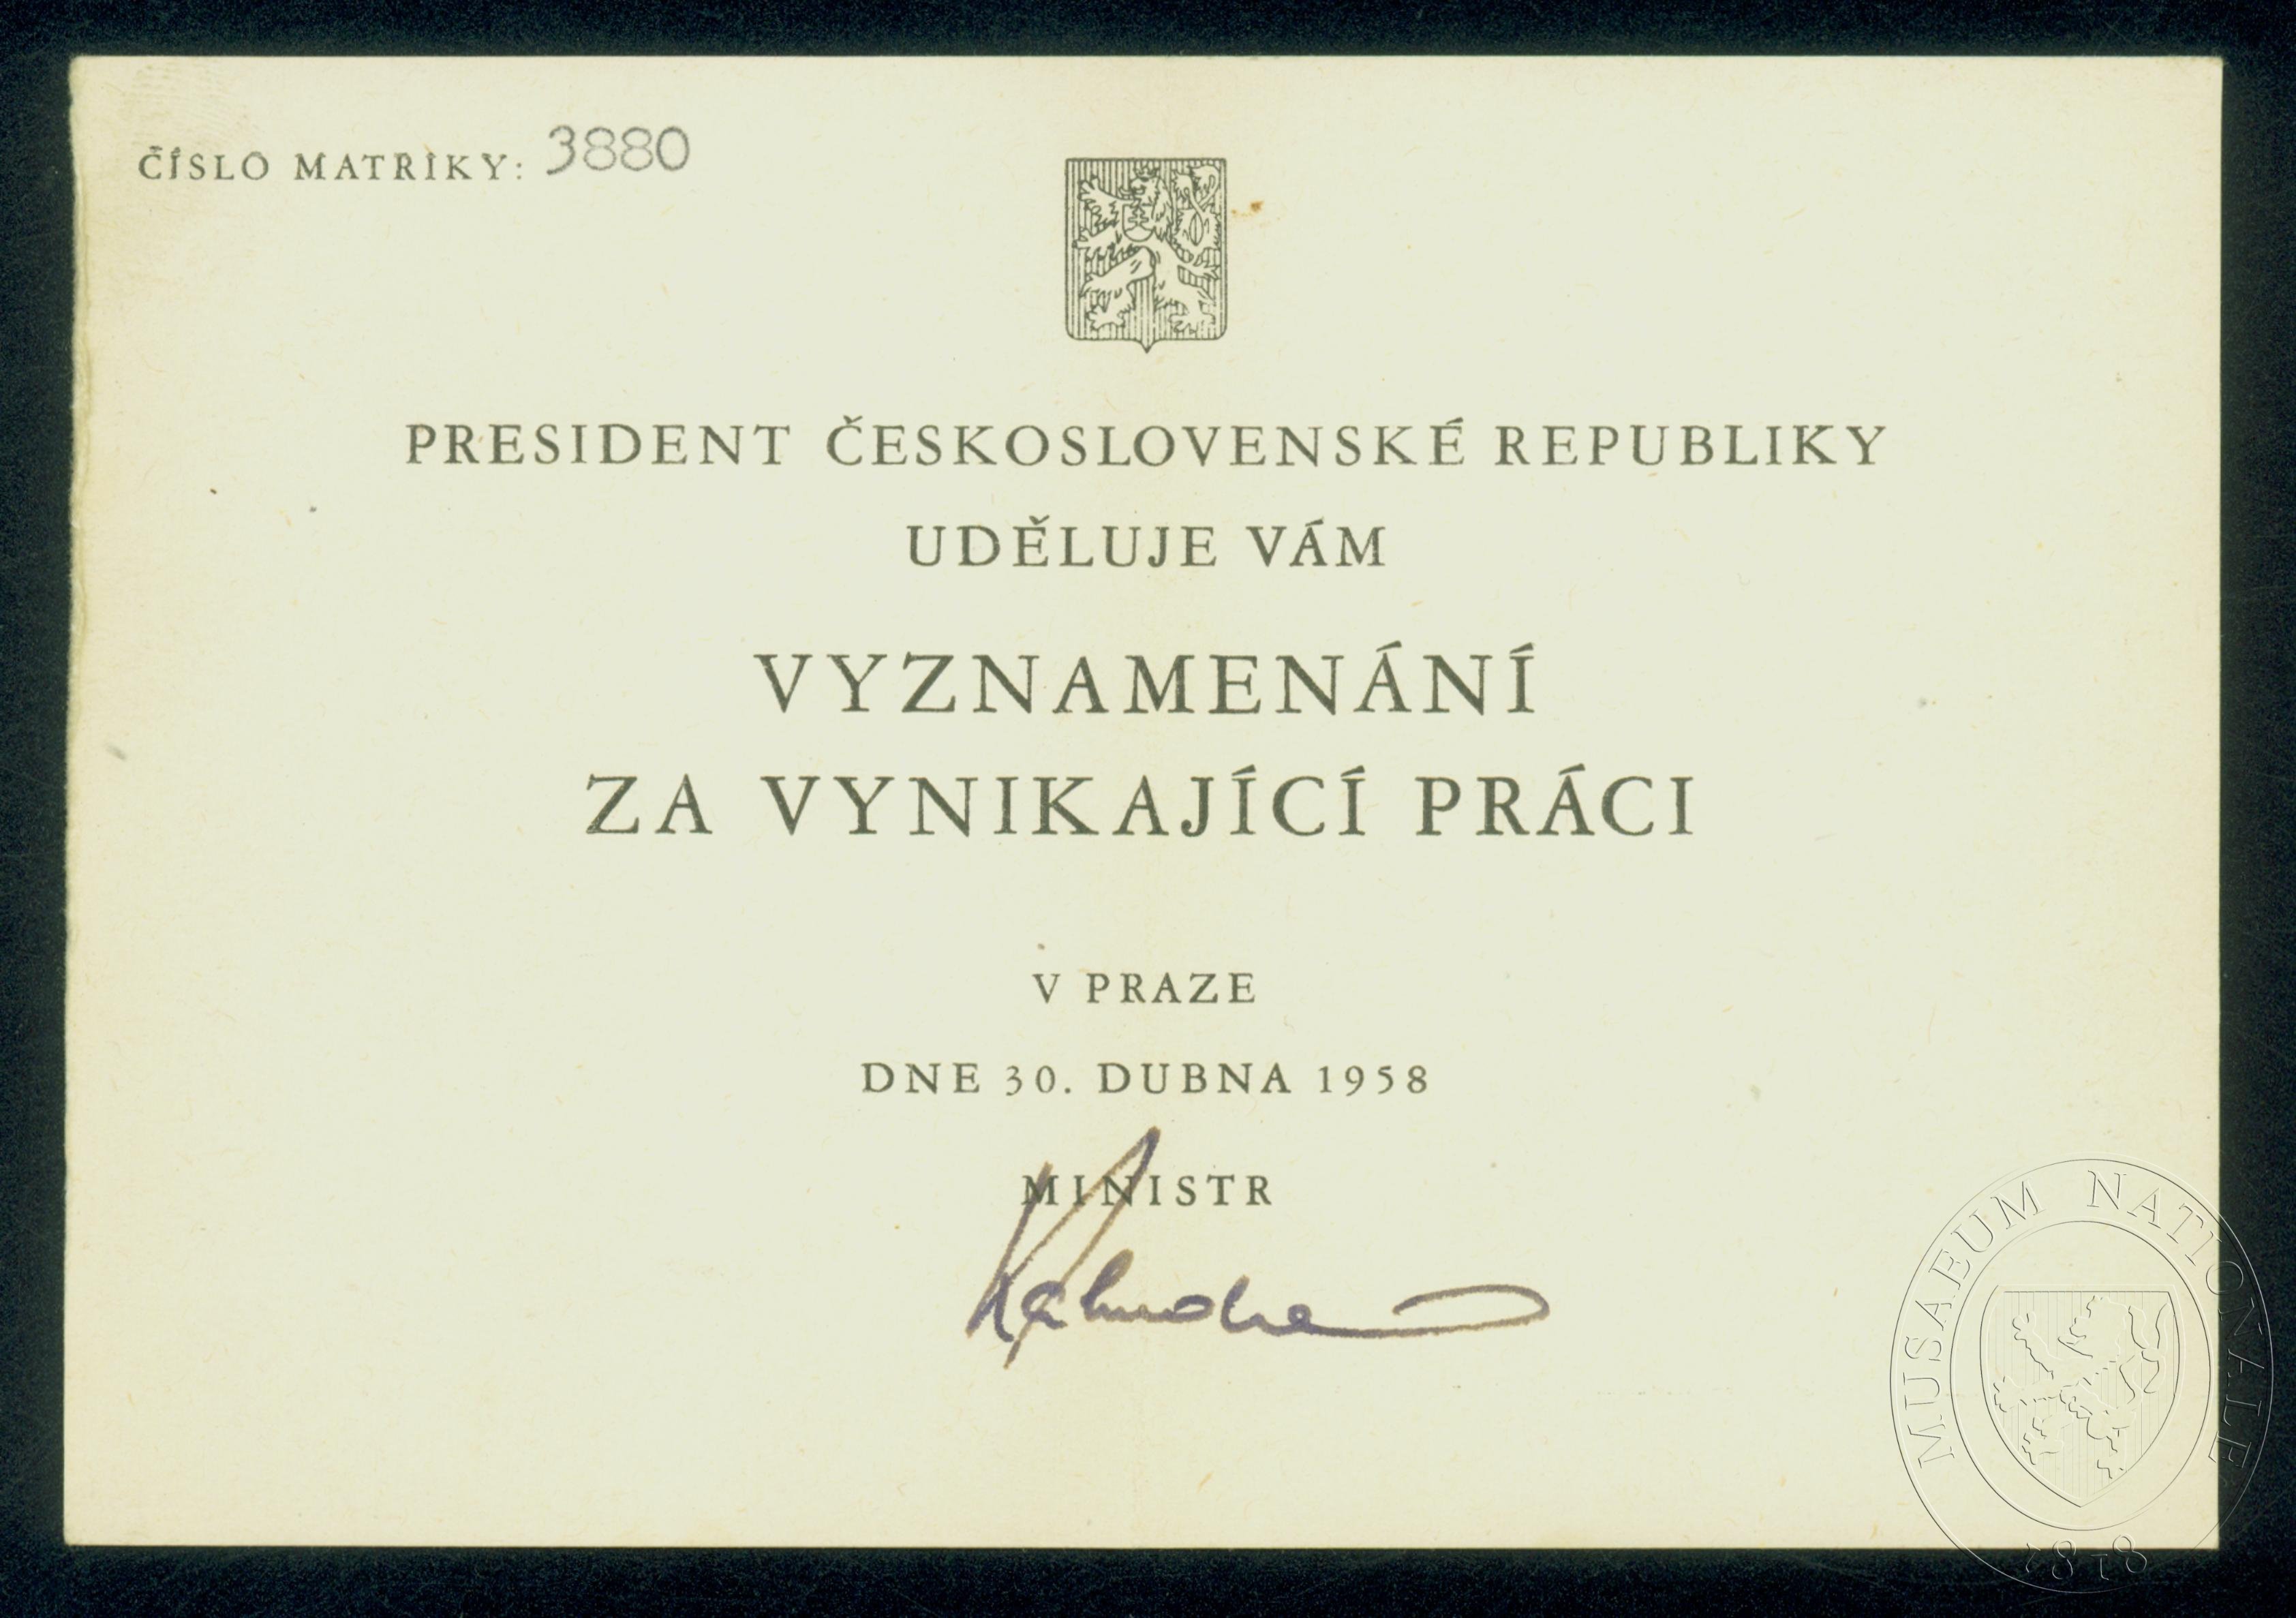 ČÍSLO MATRIKY: 3880
PRESIDENT ČESKOSLOVENSKÉ REPUBLIKY
UDĚLUJE VÁM
VYZNAMENÁNÍ
ZA VYNIKAJÍCÍ PRÁCI
V PRAZE
DNE 30. DUBNA 1958
MINISTR
MUSAEUM NATIONALE
1818